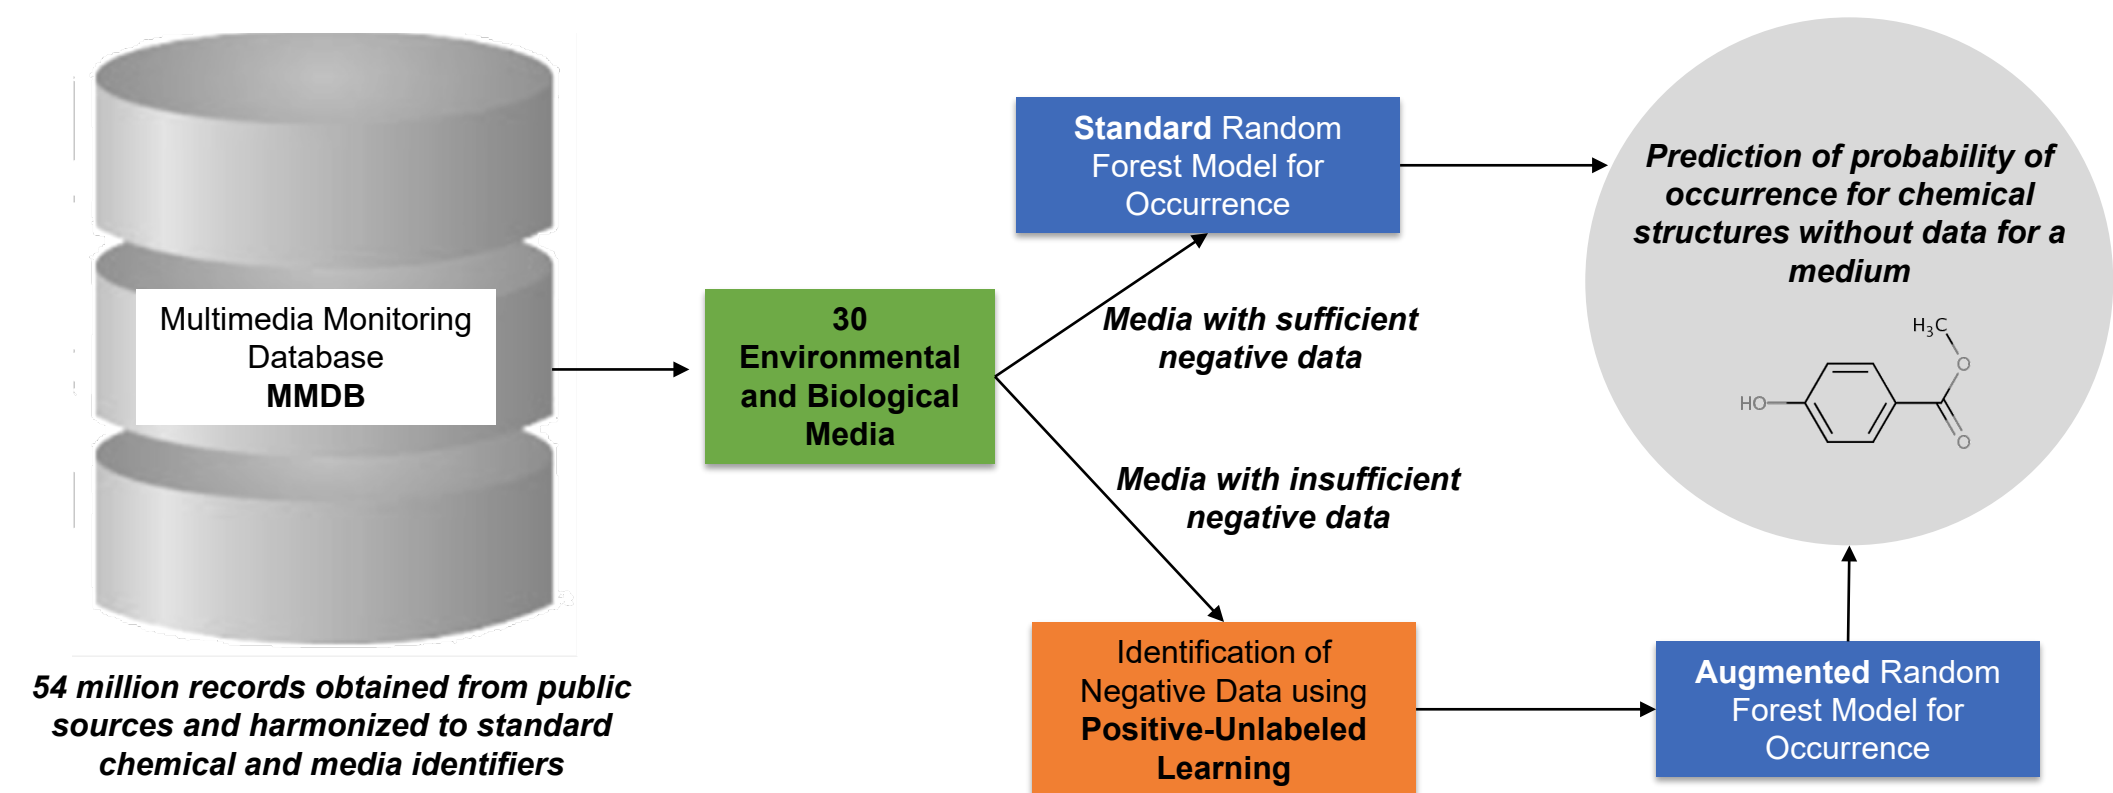 Multimedia Monitoring
Database
MMDB
54 million records obtained from public
sources and harmonized to standard
chemical and media identifiers
30
Environmental
and Biological
Media
Standard Random
Forest Model for
Occurrence
Media with sufficient
negative data
Media with insufficient
negative data
Identification of
Negative Data using
Positive-Unlabeled
Learning
Augmented Random
Forest Model for
Occurrence
Prediction of probability of
occurrence for chemical
structures without data for a
medium
H₃C
O
HO
O